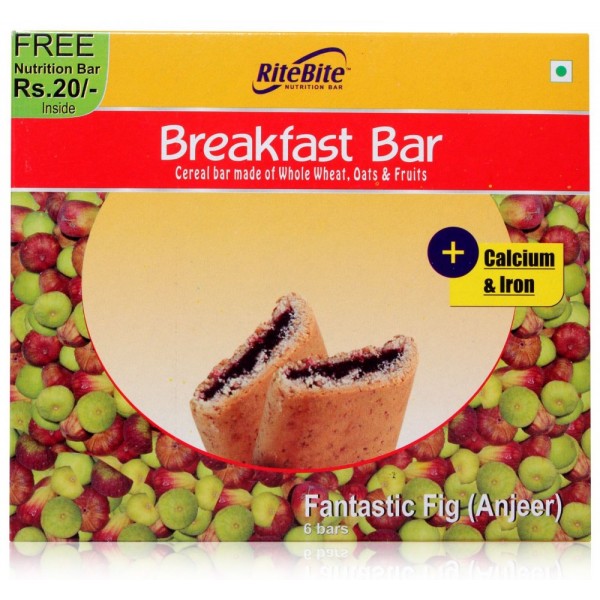 FREE
Nutrition Bar
Rs.20/-
Inside
RiteBite
NUTRITION BAR
Breakfast Bar
Cereal bar made of Whole Wheat, Oats & Fruits
+ Calcium
& Iron
Fantastic Fig (Anjeer)
6 bars